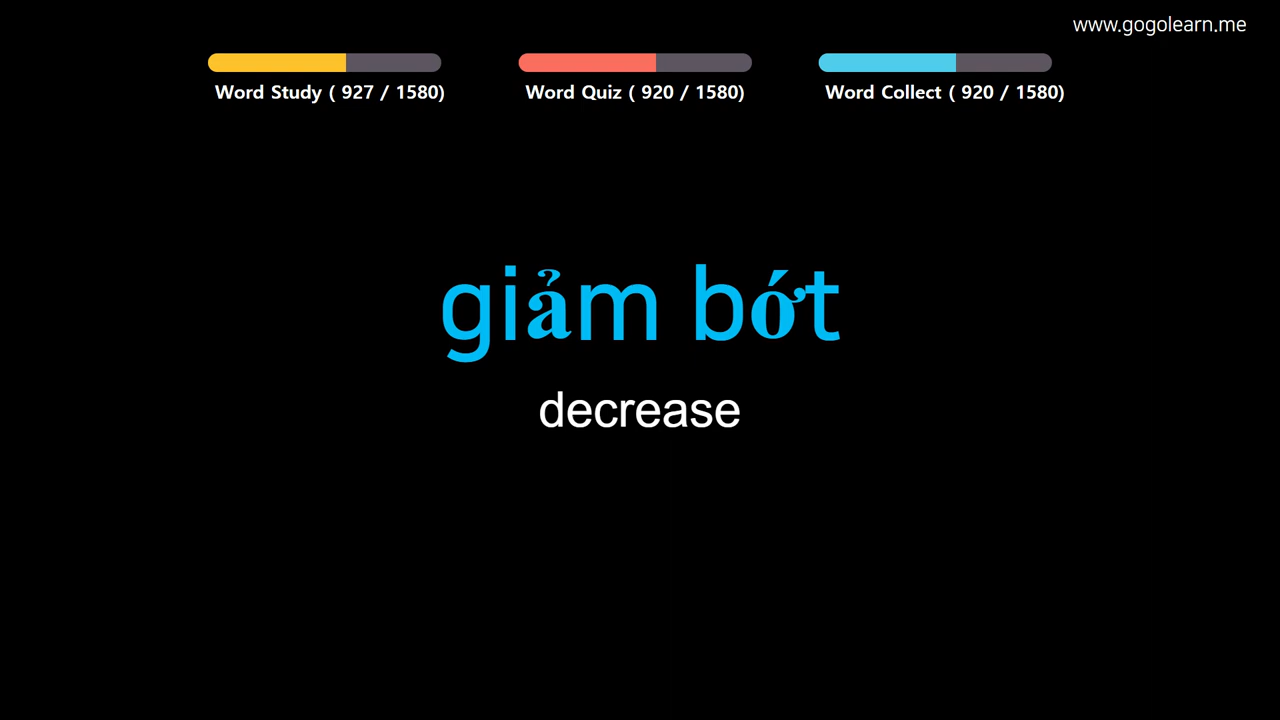 www.gogolearn.me
Word Study ( 927 / 1580)
Word Quiz ( 920 / 1580)
Word Collect ( 920 / 1580)
giảm bớt
decrease